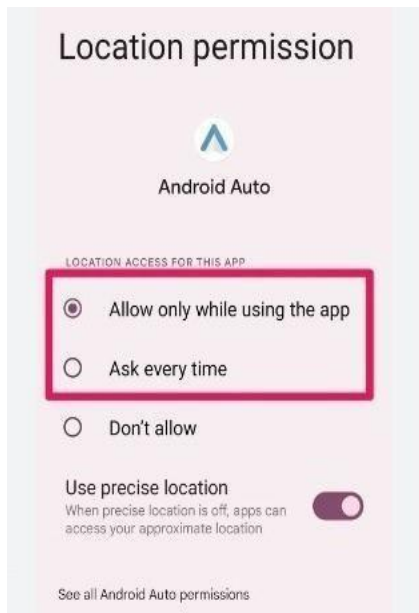 Location permission
Android Auto
LOCATION ACCESS FOR THIS APP
Allow only while using the app
Ask every time
Don't allow
Use precise location
When precise location is off, apps can
access your approximate location
See all Android Auto permissions